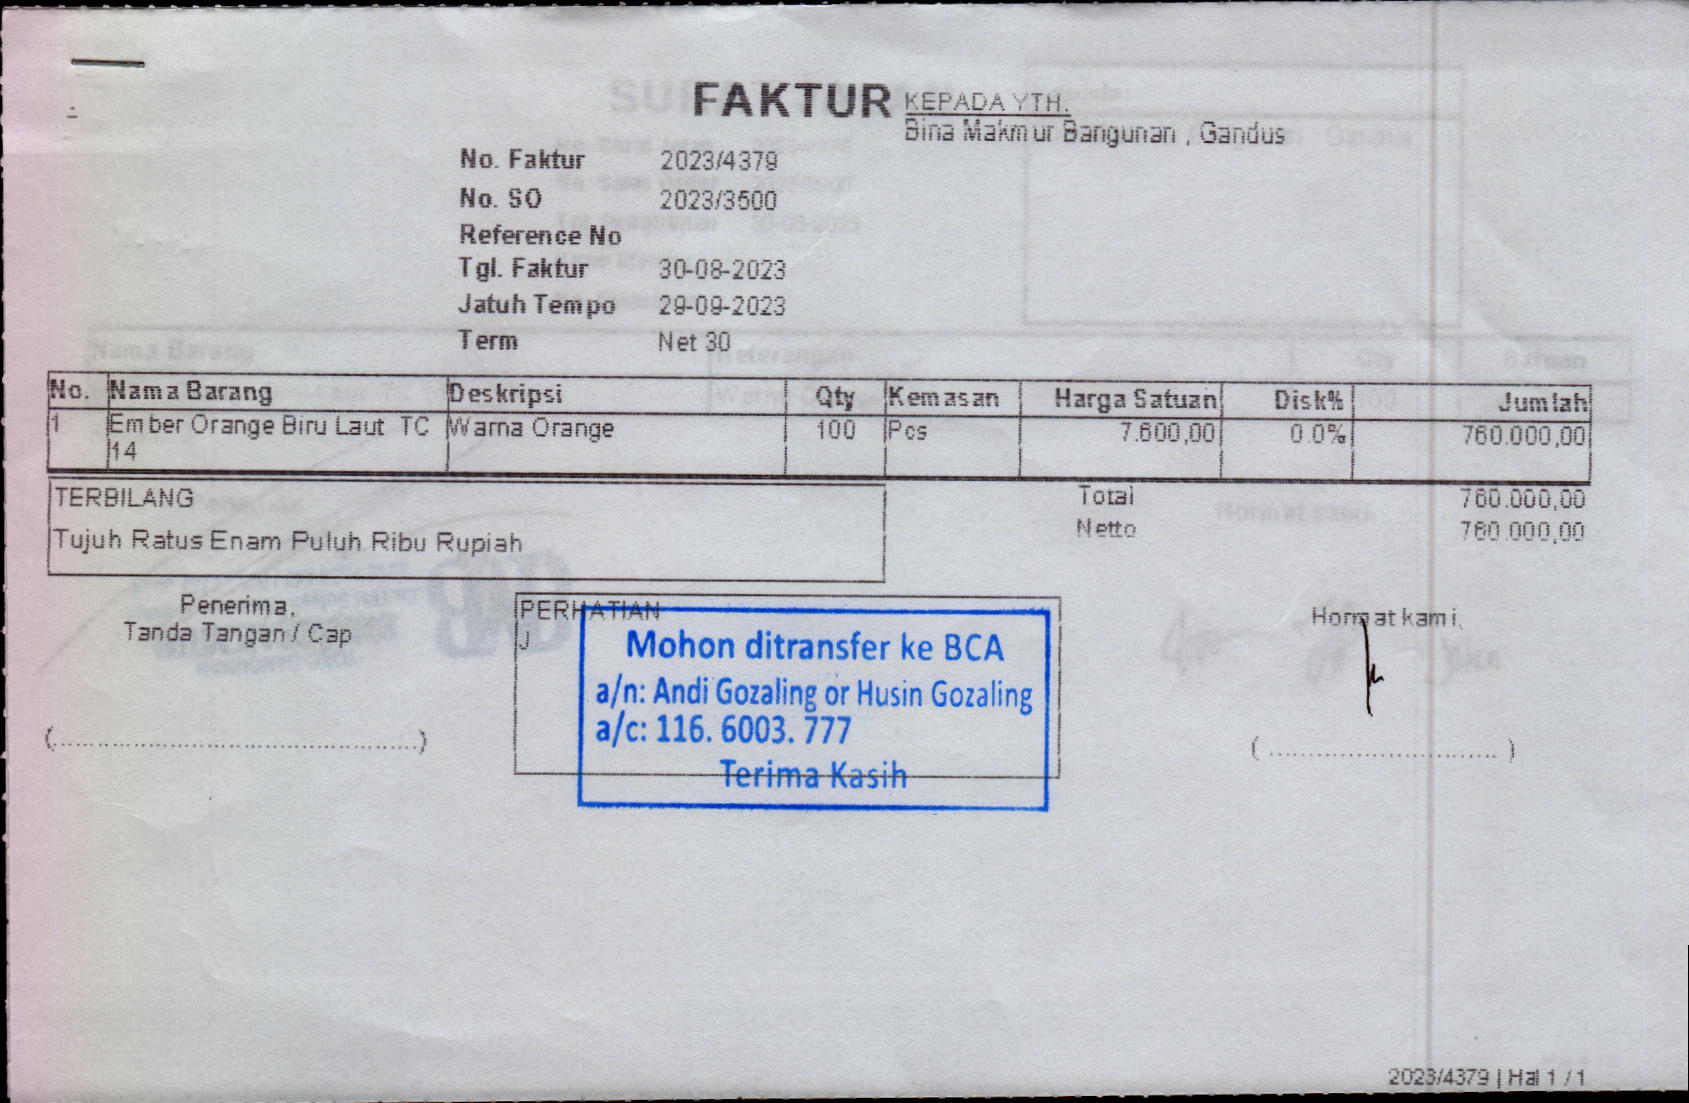 FAKTUR
KEPADA YTH.
Bina Makmur Bangunan , Gandus
No. Faktur 2023/4379
No. SO 2023/3500
Reference No
Tgl. Faktur 30-08-2023
Jatuh Tempo 29-09-2023
Term Net 30
No. Nama Barang Deskripsi Qty Kemasan Harga Satuan Disk% Jumlah
1 Ember Orange Biru Laut TC Warna Orange 100 Pcs 7.600,00 0.0% 760.000,00
14
TERBILANG Total 760.000,00
Tujuh Ratus Enam Puluh Ribu Rupiah Netto 760.000,00
Penerima,
Tanda Tangan / Cap
(................................................)
PERHATIAN
J
Mohon ditransfer ke BCA
a/n: Andi Gozaling or Husin Gozaling
a/c: 116. 6003. 777
Terima Kasih
Hormat kami,
( .............................. )
2023/4379 | Hal 1 / 1